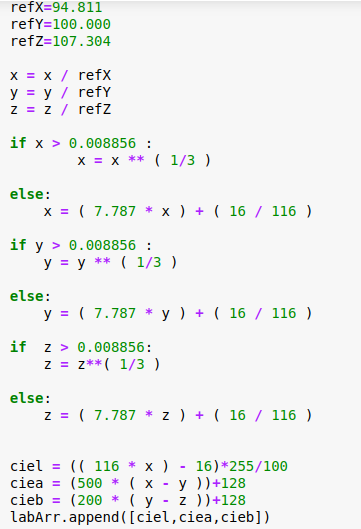 refX=94.811
refY=100.000
refZ=107.304
x = x / refX
y = y / refY
z = z / refZ
if x > 0.008856 :
        x = x ** ( 1/3 )
else:
    x = ( 7.787 * x ) + ( 16 / 116 )
if y > 0.008856 :
    y = y ** ( 1/3 )
else:
    y = ( 7.787 * y ) + ( 16 / 116 )
if  z > 0.008856:
    z = z**( 1/3 )
else:
    z = ( 7.787 * z ) + ( 16 / 116 )
ciel = (( 116 * x ) - 16)*255/100
ciea = (500 * ( x - y ))+128
cieb = (200 * ( y - z ))+128
labArr.append([ciel,ciea,cieb])